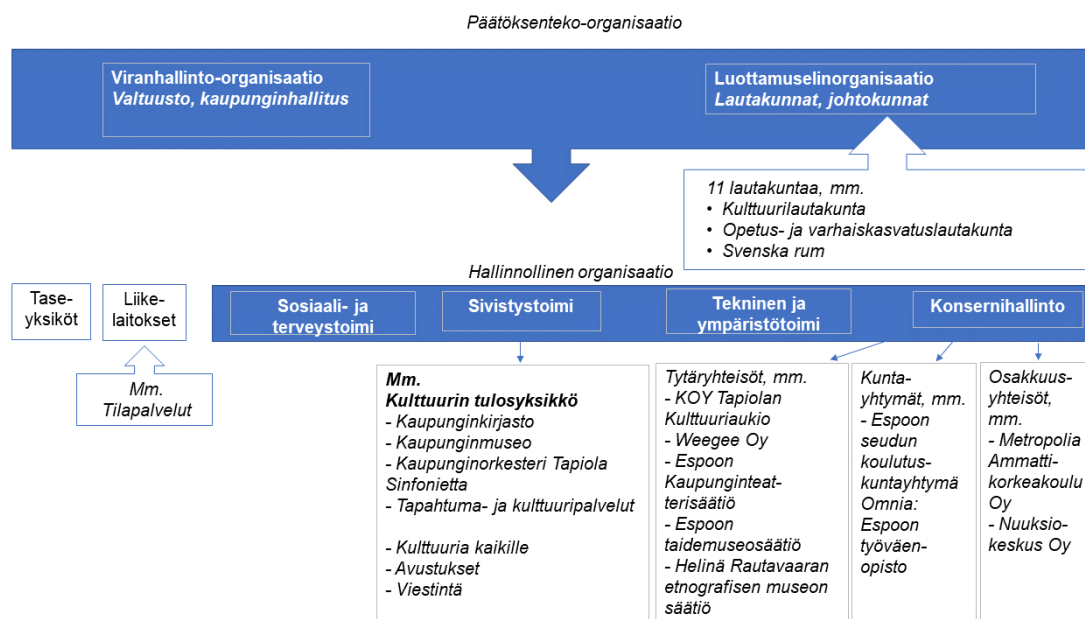 Päätöksenteko-organisaatio
Viranhallinto-organisaatio
Valtuusto, kaupunginhallitus
Luottamuselinorganisaatio
Lautakunnat, johtokunnat
11 lautakuntaa, mm.
• Kulttuurilautakunta
• Opetus- ja varhaiskasvatuslautakunta
• Svenska rum
Hallinnollinen organisaatio
Tase-
yksiköt
Liike-
laitokset
Mm.
Tilapalvelut
Sosiaali- ja
terveystoimi
Sivistystoimi
Tekninen ja
ympäristötoimi
Konsernihallinto
Mm.
Kulttuurin tulosyksikkö
- Kaupunginkirjasto
- Kaupunginmuseo
- Kaupunginorkesteri Tapiola
Sinfonietta
- Tapahtuma- ja kulttuuripalvelut
- Kulttuuria kaikille
- Avustukset
- Viestintä
Tytäryhteisöt, mm.
- KOY Tapiolan
Kulttuuriaukio
- Weegee Oy
- Espoon
Kaupunginteat-
terisäätiö
- Espoon
taidemuseosäätiö
- Helinä Rautavaaran
etnografisen museon
säätiö
Kunta-
yhtymät, mm.
- Espoon
seudun
koulutus-
kuntayhtymä
Omnia:
Espoon
työväen-
opisto
Osakkuus-
yhteisöt,
mm.
- Metropolia
Ammatti-
korkeakoulu
Oy
- Nuuksio-
keskus Oy